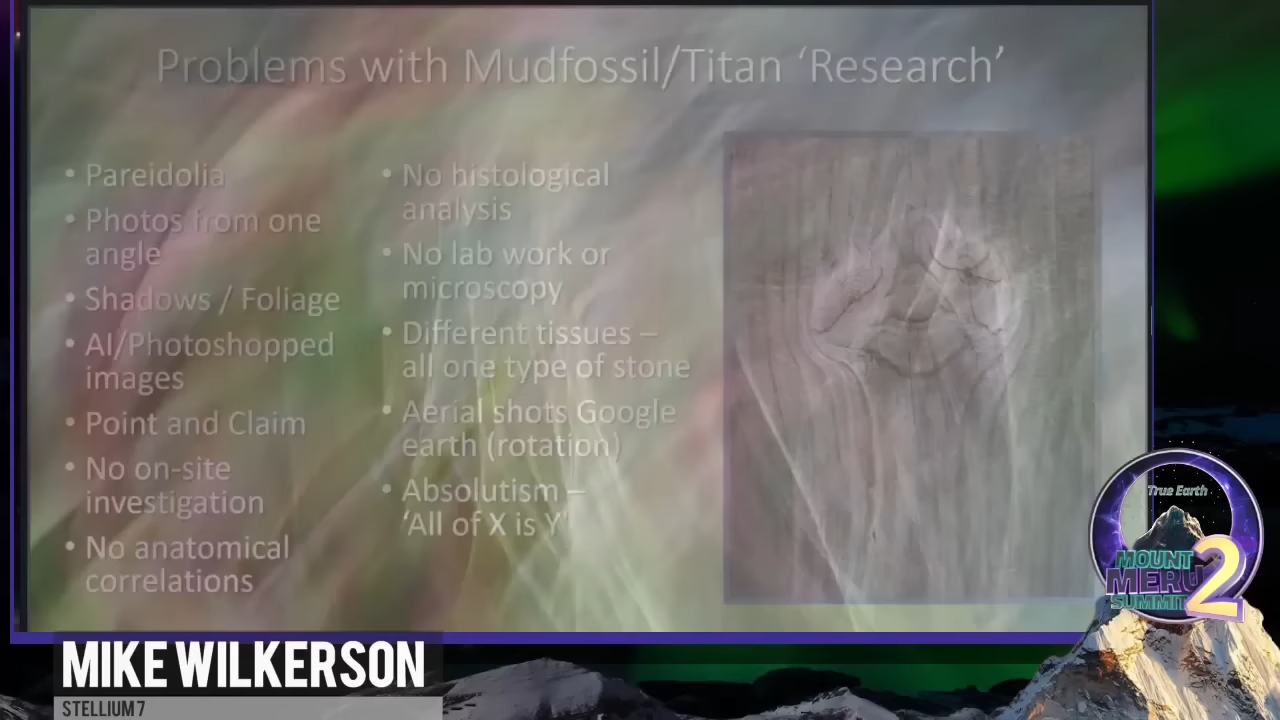 Problems with Mudfossil/Titan ‘Research’
• Pareidolia
• Photos from one
angle
• Shadows / Foliage
• AI/Photoshopped
images
• Point and Claim
• No on-site
investigation
• No anatomical
correlations
• No histological
analysis
• No lab work or
microscopy
• Different tissues –
all one type of stone
• Aerial shots Google
earth (rotation)
• Absolutism –
‘All of X is Y’
True Earth
MOUNT
MERU
SUMMIT
2
MIKE WILKERSON
STELLIUM7